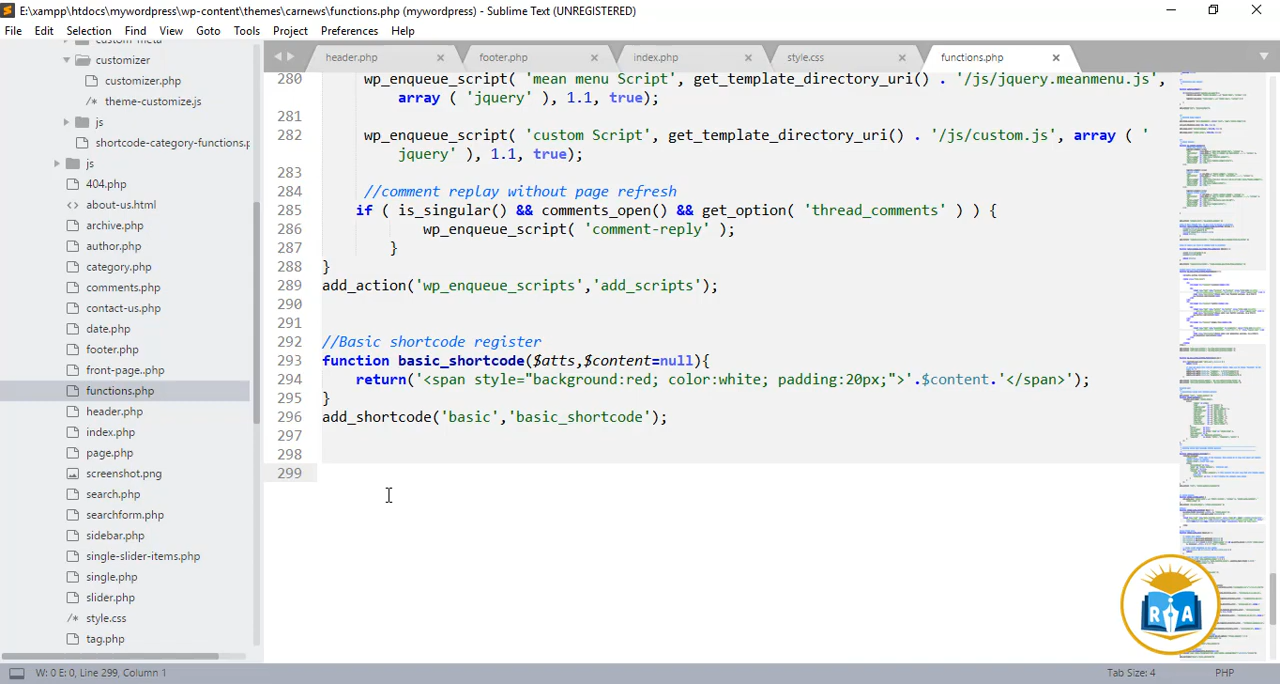 E:\xampp\htdocs\mywordpress\wp-content\themes\carnews\functions.php (mywordpress) - Sublime Text (UNREGISTERED)
File Edit Selection Find View Goto Tools Project Preferences Help
custom-meta
customizer
customizer.php
/* theme-customize.js
js
shortcode-category-functions.p
js
404.php
<> about-us.html
archive.php
author.php
category.php
comments.php
contact-us.php
date.php
footer.php
front-page..php
functions.php
header.php
index.php
page.php
screenshot.png
search.php
searchform.php
sidebar.php
single-slider-items.php
single.php
slider.php
/* style.css
tag.php
header.php footer.php index.php style.css functions.php
280 wp_enqueue_script( 'mean menu Script', get_template_directory_uri() . '/js/jquery.meanmenu.js',
array ( 'jquery' ), 1.1, true);
281
282 wp_enqueue_script( 'custom Script', get_template_directory_uri() . '/js/custom.js', array ( '
jquery' ), 1.1, true);
283
284 //comment replay without page refresh
285 if ( is_singular() && comments_open() && get_option( 'thread_comments' ) ) {
286 wp_enqueue_script( 'comment-reply' );
287 }
288 }
289 add_action('wp_enqueue_scripts','add_scripts');
290
291
292 //Basic shortcode register
293 function basic_shortcode($atts,$content=null){
294 return('<span style="background:red; color:white; padding:20px;">'.$content.'</span>');
295 }
296 add_shortcode('basic','basic_shortcode');
297
298
299
R A
W: 0 E: 0, Line 299, Column 1
Tab Size: 4
PHP